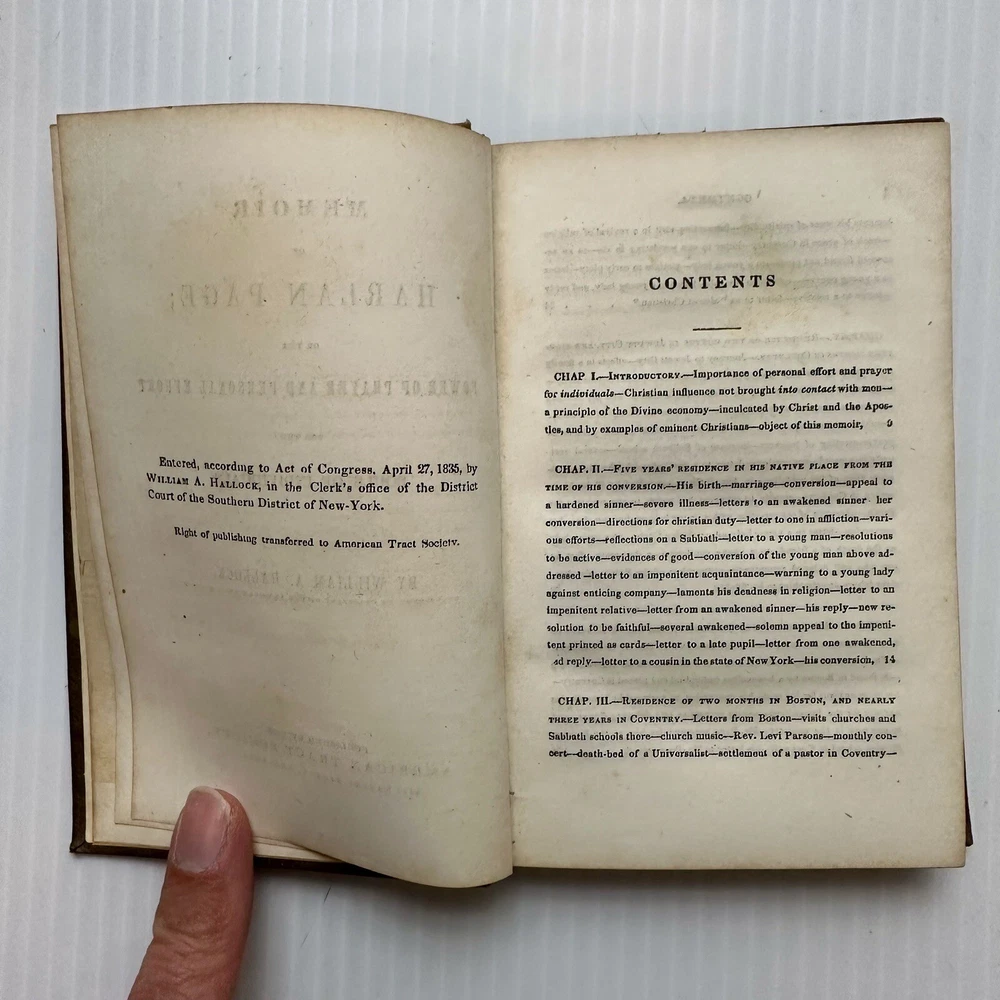 Entered, according to Act of Congress, April 27, 1835, by
WILLIAM A. HALLOCK, in the Clerk's office of the District
Court of the Southern District of New-York.
Right of publishing transferred to American Tract Society.
CONTENTS
CHAP I.—INTRODUCTORY.—Importance of personal effort and prayer
for individuals—Christian influence not brought into contact with men—
a principle of the Divine economy—inculcated by Christ and the Apos-
tles, and by examples of eminent Christians—object of this memoir, 9
CHAP. II.—FIVE YEARS' RESIDENCE IN HIS NATIVE PLACE FROM THE
TIME OF HIS CONVERSION.—His birth—marriage—conversion—appeal to
a hardened sinner—severe illness—letters to an awakened sinner her
conversion—directions for christian duty—letter to one in affliction—vari-
ous efforts—reflections on a Sabbath—letter to a young man—resolutions
to be active—evidences of good—conversion of the young man above ad-
dressed—letter to an impenitent acquaintance—warning to a young lady
against enticing company—laments his deadness in religion—letter to an
impenitent relative—letter from an awakened sinner—his reply—new re-
solution to be faithful—several awakened—solemn appeal to the impeni-
tent printed as cards—letter to a late pupil—letter from one awakened,
d reply—letter to a cousin in the state of New York—his conversion, 14
CHAP. III.—RESIDENCE OF TWO MONTHS IN BOSTON, AND NEARLY
THREE YEARS IN COVENTRY.—Letters from Boston—visits churches and
Sabbath schools there—church music—Rev. Levi Parsons—monthly con-
cert—death-bed of a Universalist—settlement of a pastor in Coventry—